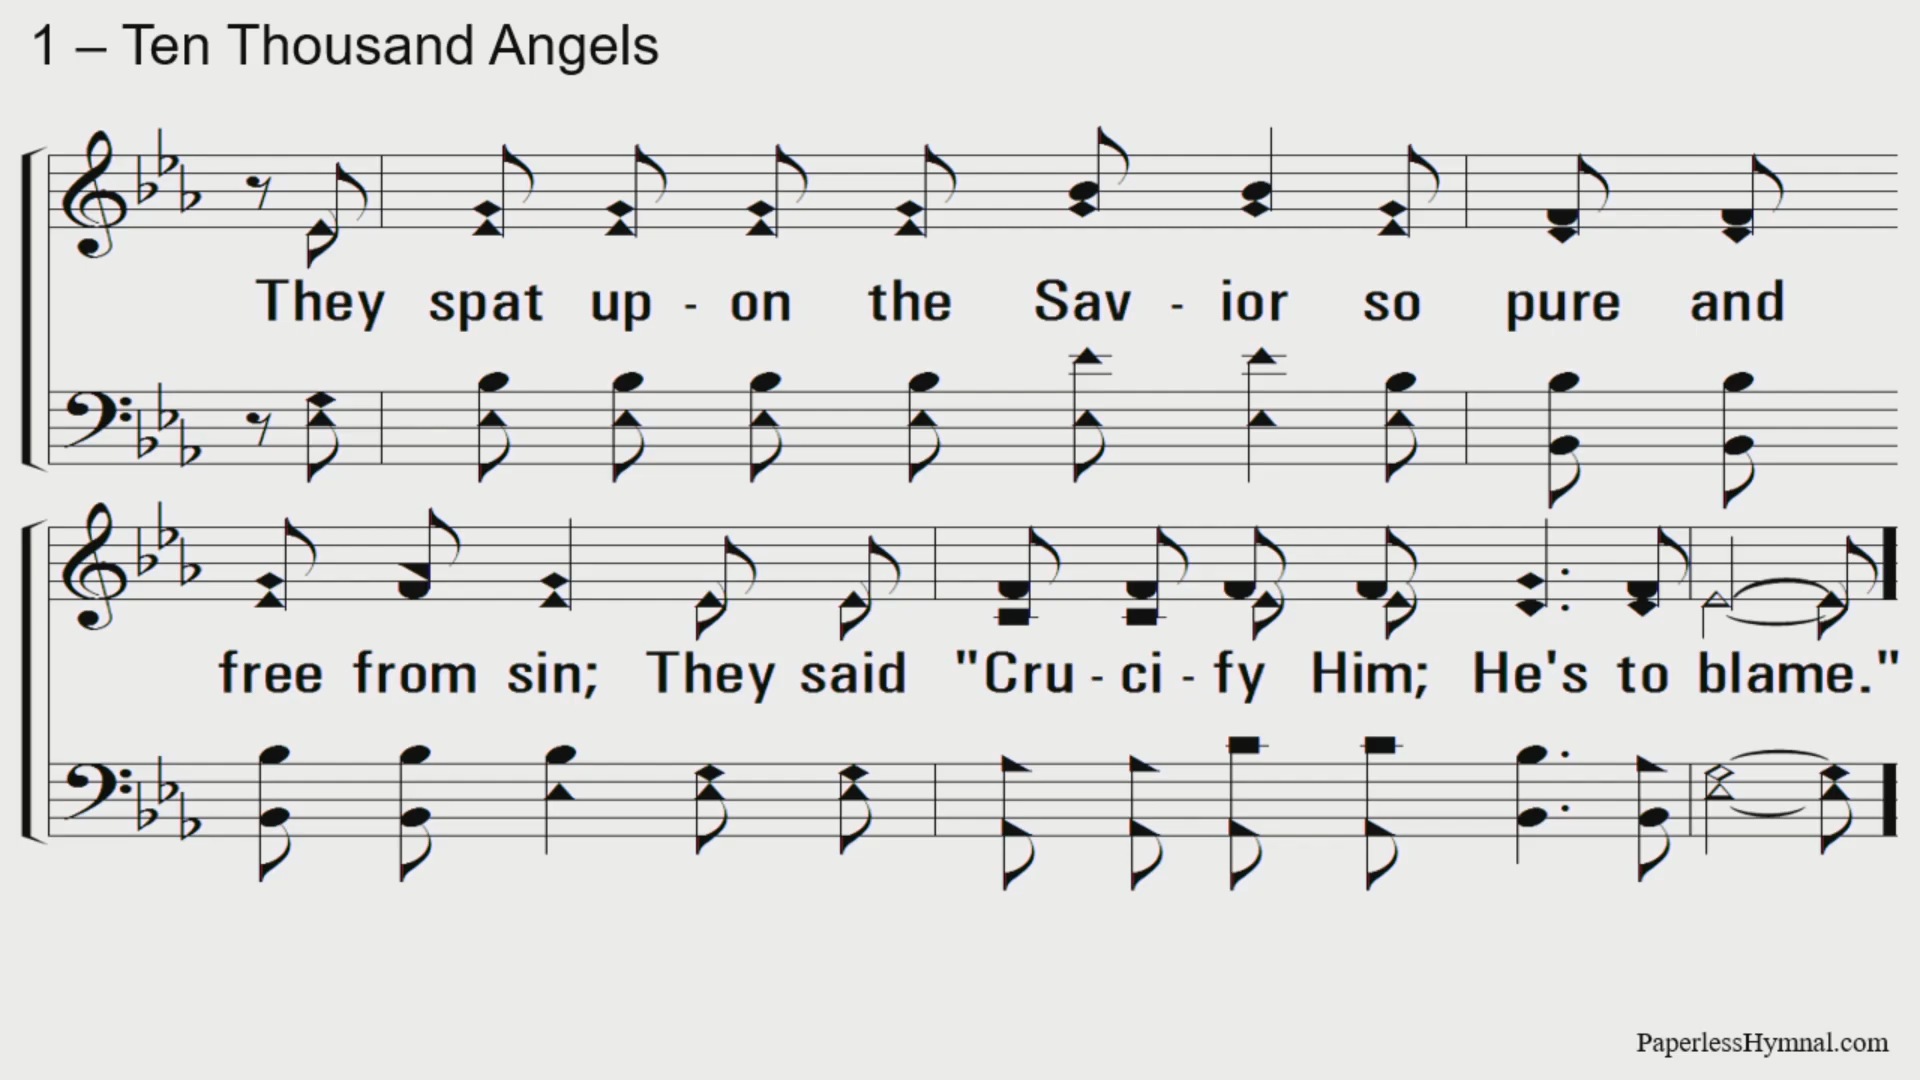 1 – Ten Thousand Angels
They spat up - on the Sav - ior so pure and
free from sin; They said "Cru - ci - fy Him; He's to blame."
PaperlessHymnal.com